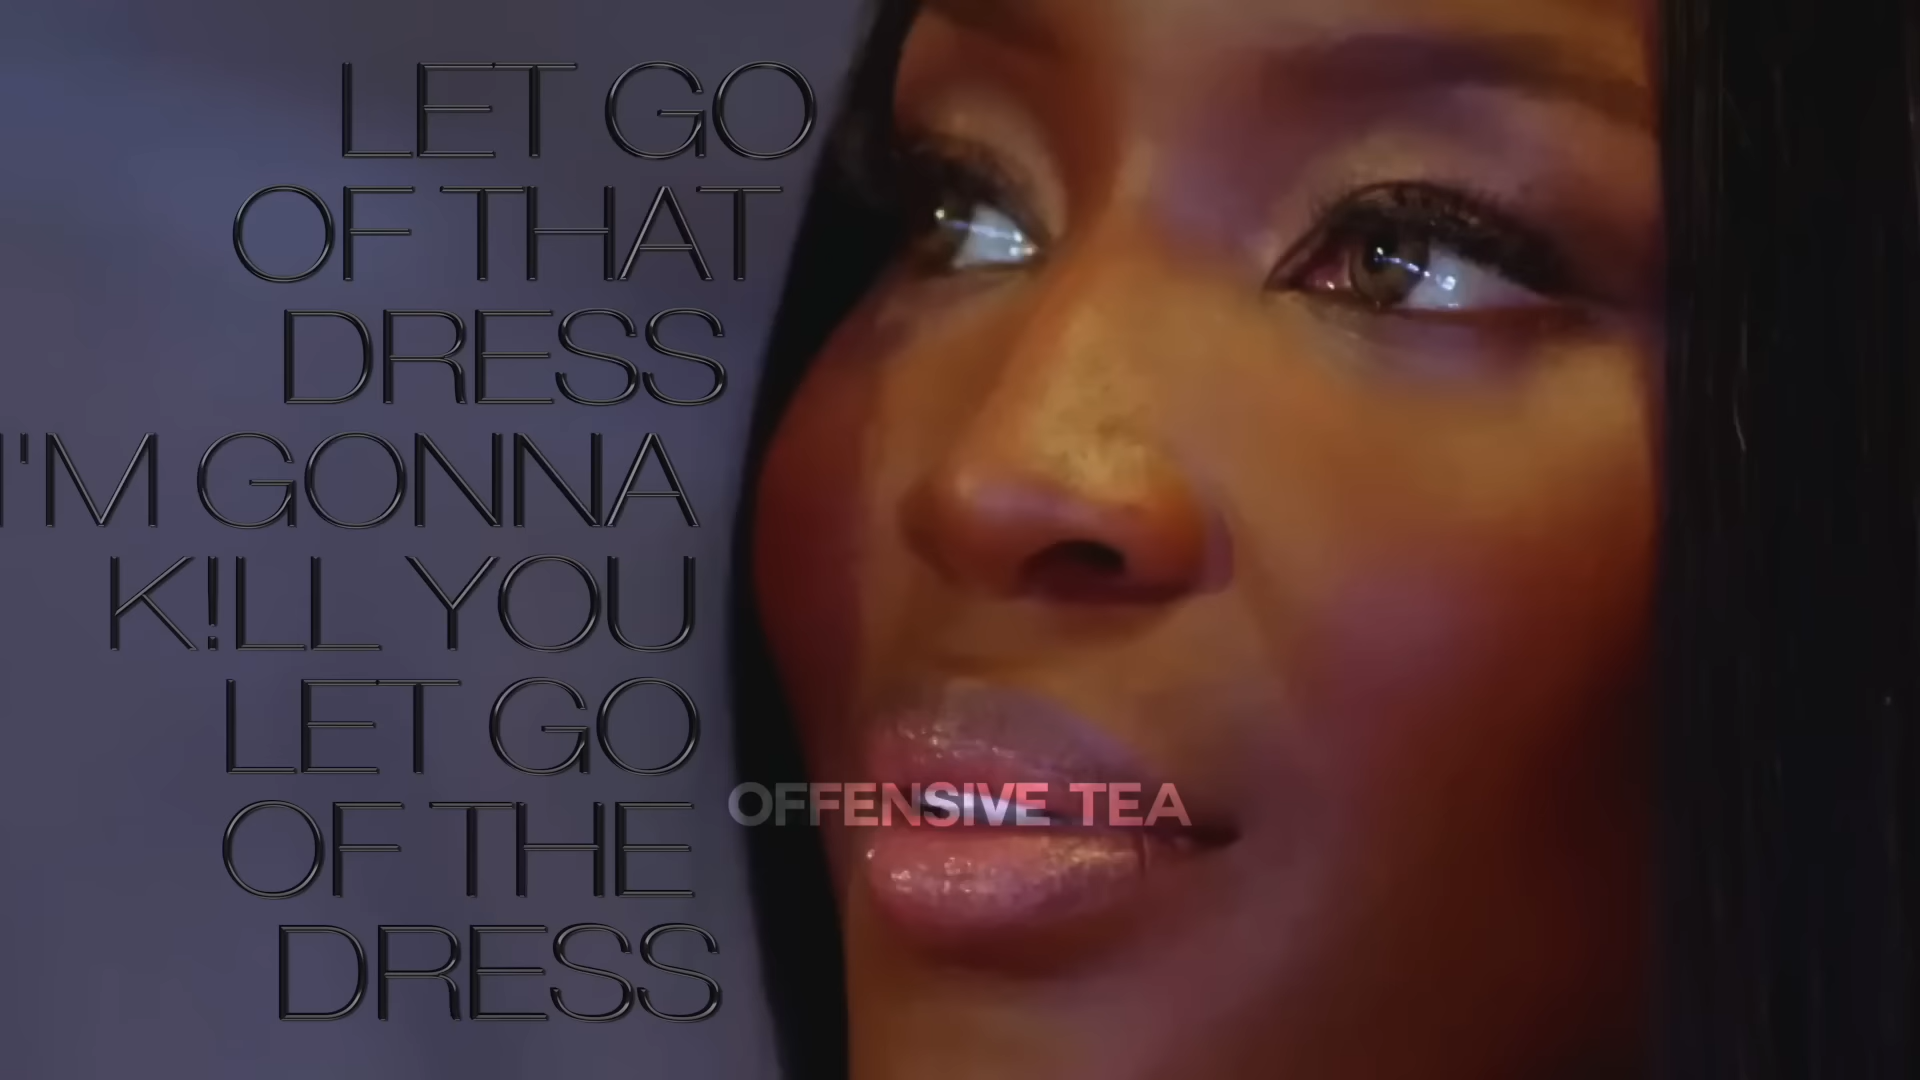 LET GO
OF THAT
DRESS
I'M GONNA
K!LL YOU
LET GO
OF THE
DRESS
OFFENSIVE TEA